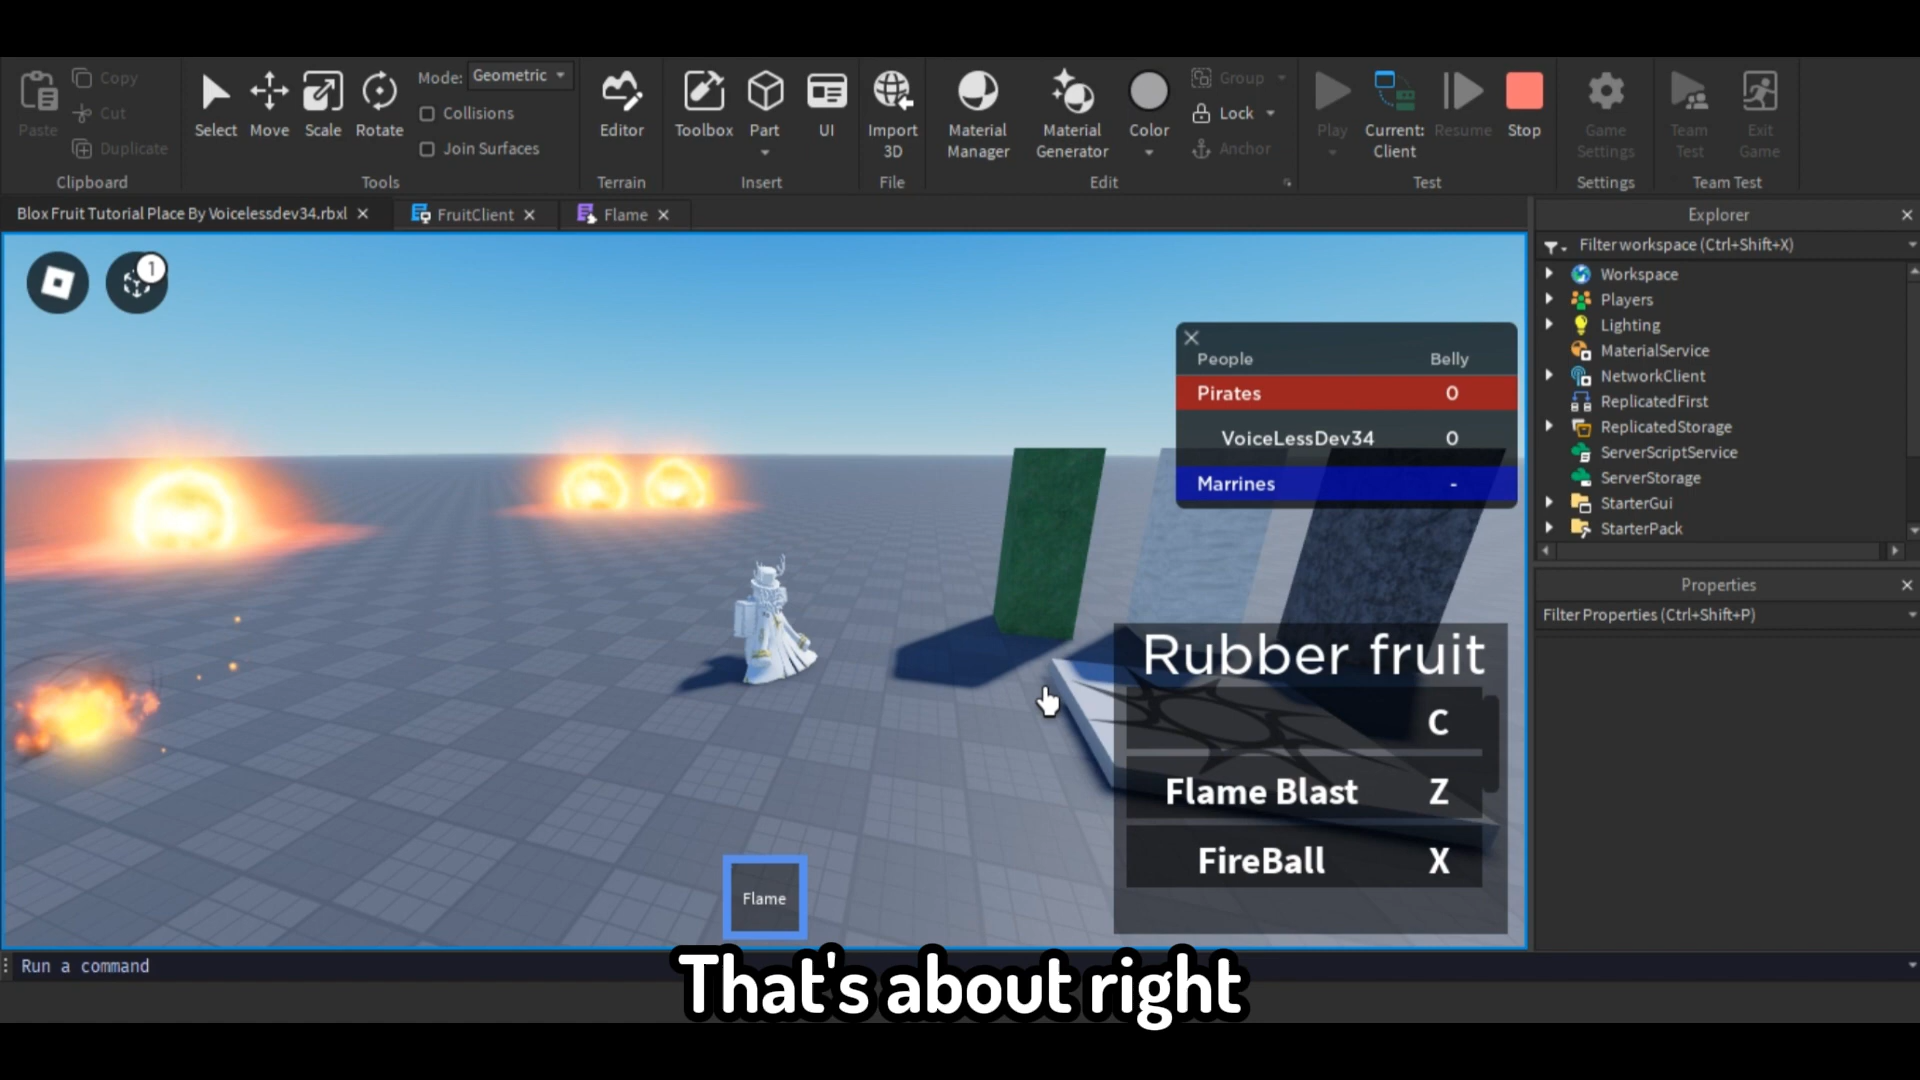 Paste
Copy
Cut
Duplicate
Clipboard
Select
Move
Scale
Rotate
Mode: Geometric
Collisions
Join Surfaces
Tools
Editor
Terrain
Toolbox
Part
UI
Insert
Import
3D
File
Material
Manager
Material
Generator
Color
Group
Lock
Anchor
Edit
Play
Current:
Client
Resume
Stop
Test
Game
Settings
Settings
Team
Test
Exit
Game
Team Test
Blox Fruit Tutorial Place By Voicelessdev34.rbxl
FruitClient
Flame
1
People Belly
Pirates 0
VoiceLessDev34 0
Marrines -
Rubber fruit
C
Flame Blast Z
FireBall X
Flame
Explorer
Filter workspace (Ctrl+Shift+X)
Workspace
Players
Lighting
MaterialService
NetworkClient
ReplicatedFirst
ReplicatedStorage
ServerScriptService
ServerStorage
StarterGui
StarterPack
Properties
Filter Properties (Ctrl+Shift+P)
Run a command
That's about right